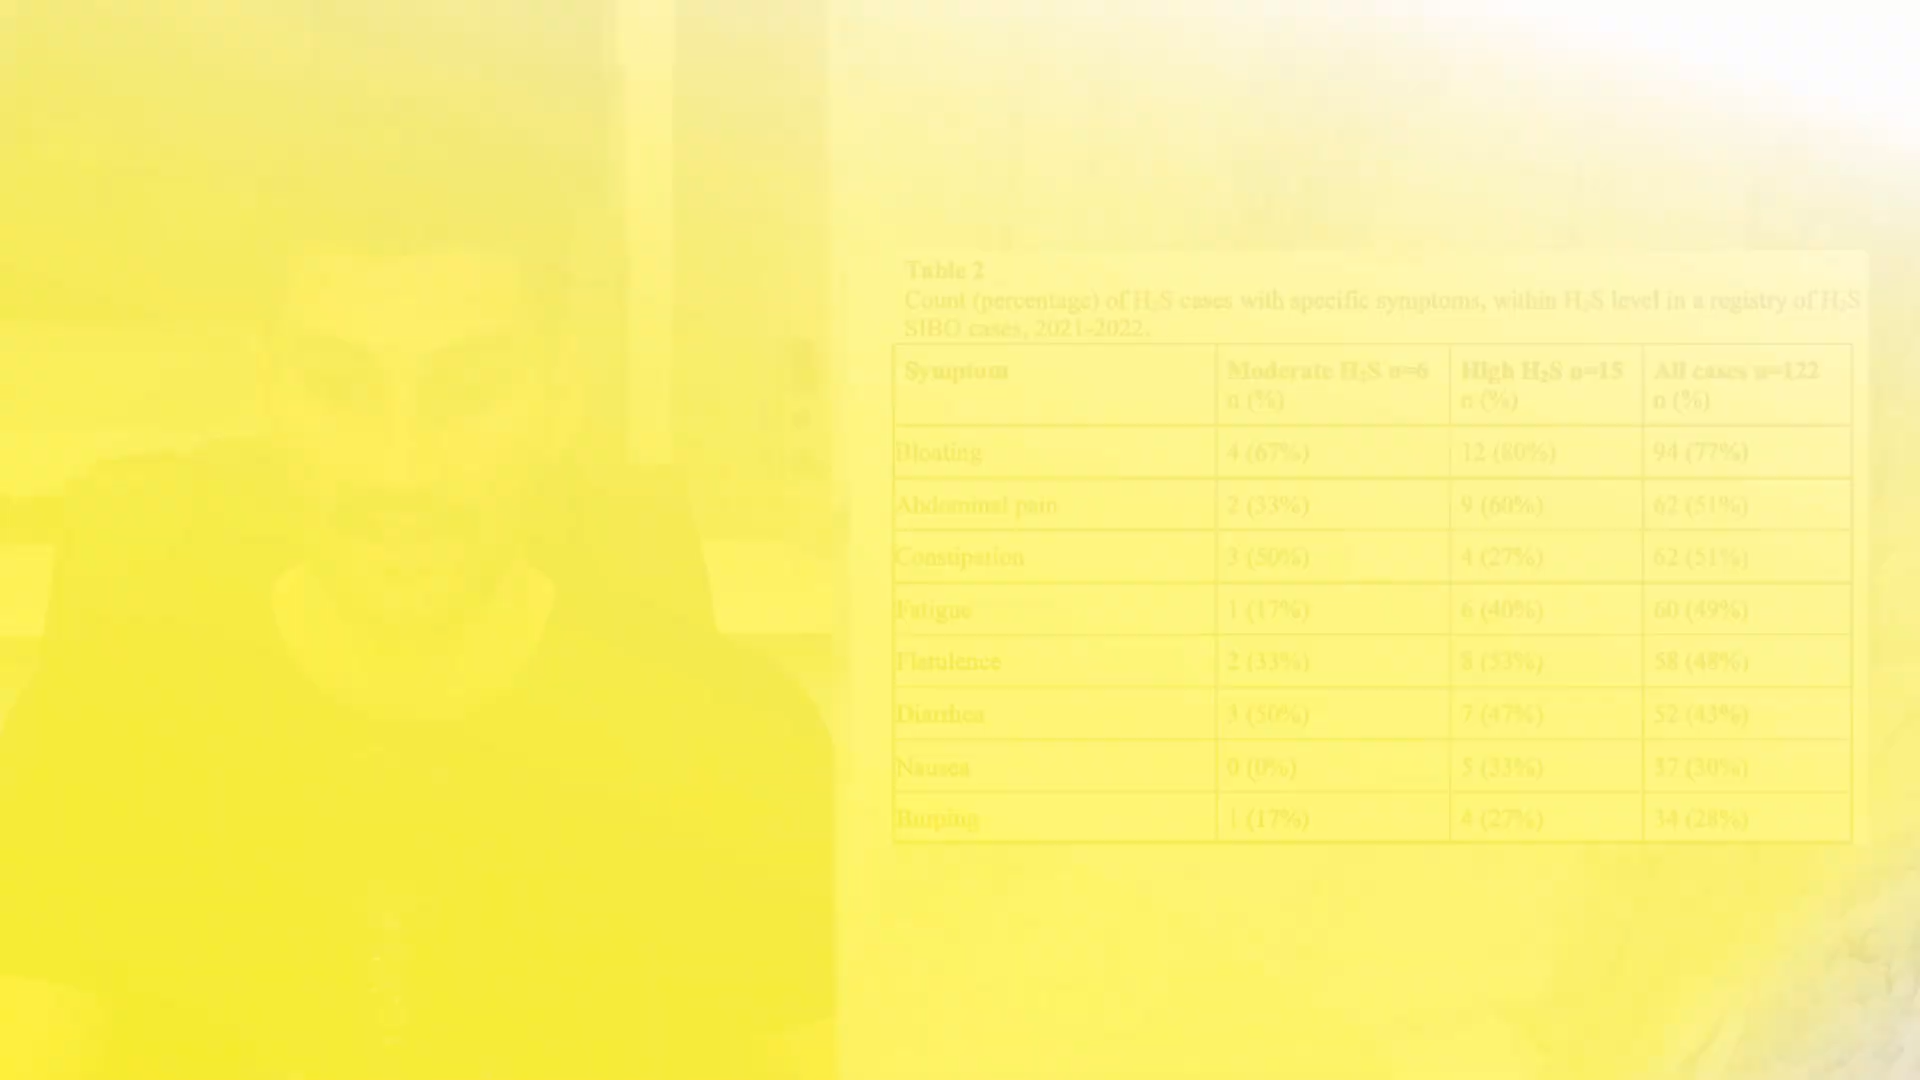 Table 2
Count (percentage) of H₂S cases with specific symptoms, within H₂S level in a registry of H₂S
SIBO cases, 2021-2022.
Symptom Moderate H₂S n=6 High H₂S n=15 All cases n=122
n (%) n (%) n (%)
Bloating 4 (67%) 12 (80%) 94 (77%)
Abdominal pain 2 (33%) 9 (60%) 62 (51%)
Constipation 3 (50%) 4 (27%) 62 (51%)
Fatigue 1 (17%) 6 (40%) 60 (49%)
Flatulence 2 (33%) 8 (53%) 58 (48%)
Diarrhea 3 (50%) 7 (47%) 52 (43%)
Nausea 0 (0%) 5 (33%) 37 (30%)
Burping 1 (17%) 4 (27%) 34 (28%)